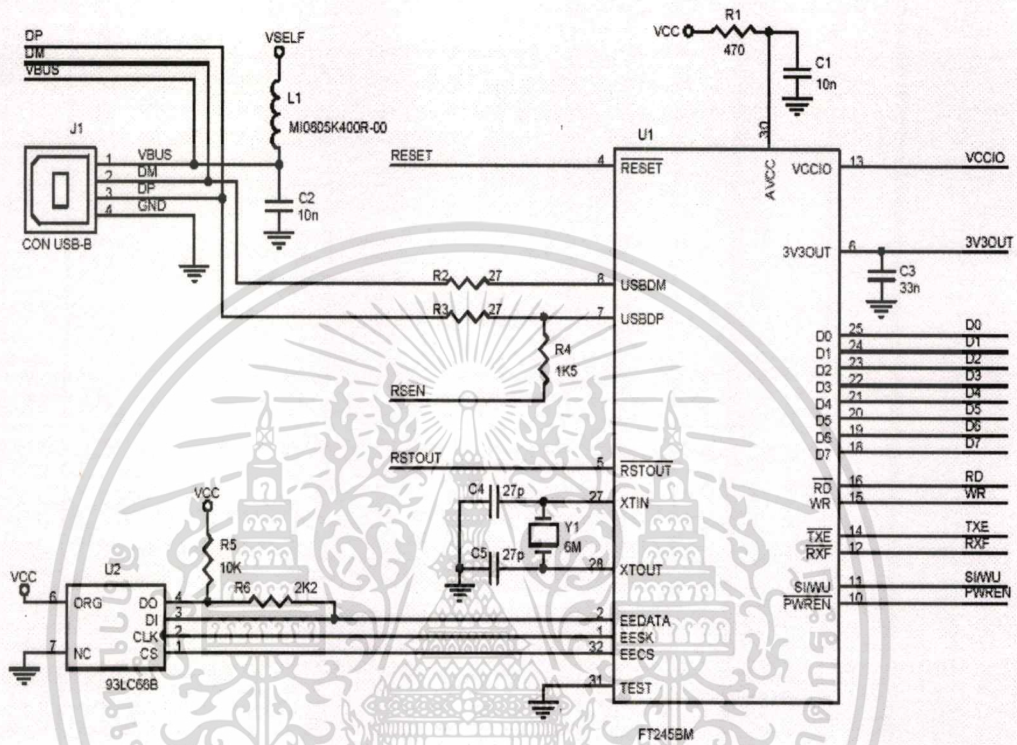 DP
DM
VBUS
VSELF
L1
MI0805K400R-00
J1
1 VBUS
2 DM
3 DP
4 GND
CON USB-B
C2
10n
VCC
R1
470
C1
10n
U1
30
AVCC
RESET
4
RESET
VCCIO
13
VCCIO
3V3OUT
6
3V3OUT
C3
33n
R2 27
8
USBDM
R3 27
7
USBDP
R4
1K5
RSEN
D0 25 D0
D1 24 D1
D2 23 D2
D3 22 D3
D4 21 D4
D5 20 D5
D6 19 D6
D7 18 D7
RD 16 RD
WR 15 WR
TXE 14 TXE
RXF 12 RXF
SI/WU 11 SI/WU
PWREN 10 PWREN
RSTOUT
5
RSTOUT
C4 27p
27
XTIN
Y1
6M
C5 27p
28
XTOUT
VCC
R5
10K
R6 2K2
VCC
U2
6 ORG
7 NC
DO 4
DI 3
CLK 2
CS 1
93LC66B
2 EEDATA
1 EESK
32 EECS
31 TEST
FT245BM